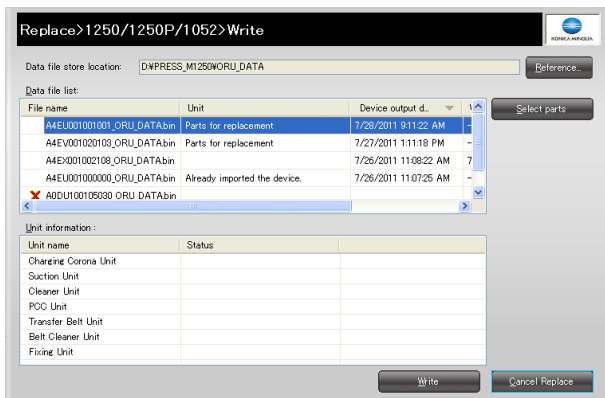 Replace>1250/1250P/1052>Write
KONICA MINOLTA
Data file store location: D:¥PRESS_M1250¥ORU_DATA Reference...
Data file list:
File name Unit Device output d...
A4EU001001001_ORU_DATA.bin Parts for replacement 7/28/2011 9:11:22 AM -
Select parts
A4EV001020103_ORU_DATA.bin Parts for replacement 7/27/2011 1:11:18 PM -
A4EX001002108_ORU_DATA.bin 7/26/2011 11:08:22 AM 7
A4EU001000000_ORU_DATA.bin Already imported the device. 7/26/2011 11:07:25 AM -
A0DU100105030 ORU DATA.bin
Unit information :
Unit name Status
Charging Corona Unit
Suction Unit
Cleaner Unit
PCC Unit
Transfer Belt Unit
Belt Cleaner Unit
Fixing Unit
Write Cancel Replace